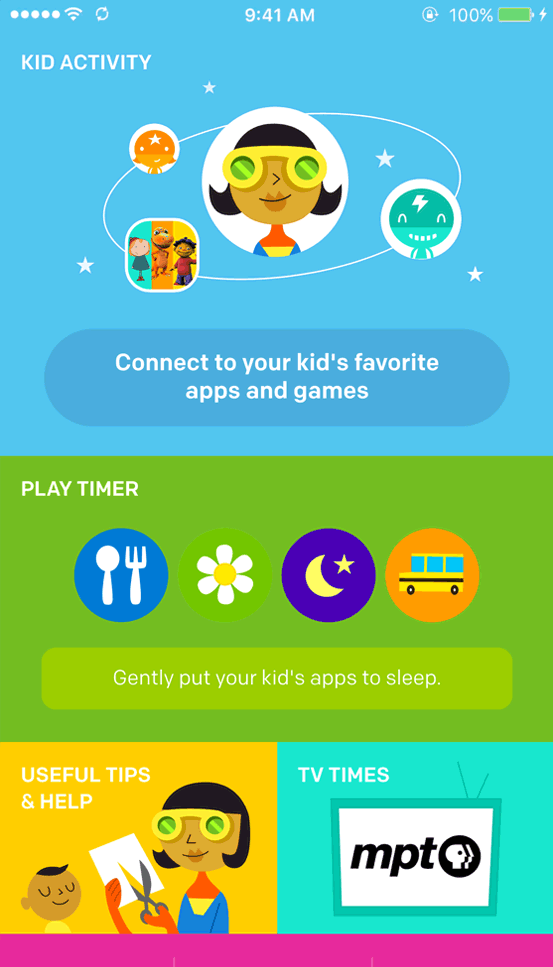 9:41 AM
100%
KID ACTIVITY
Connect to your kid's favorite
apps and games
PLAY TIMER
Gently put your kid's apps to sleep.
USEFUL TIPS
& HELP
TV TIMES
mpt